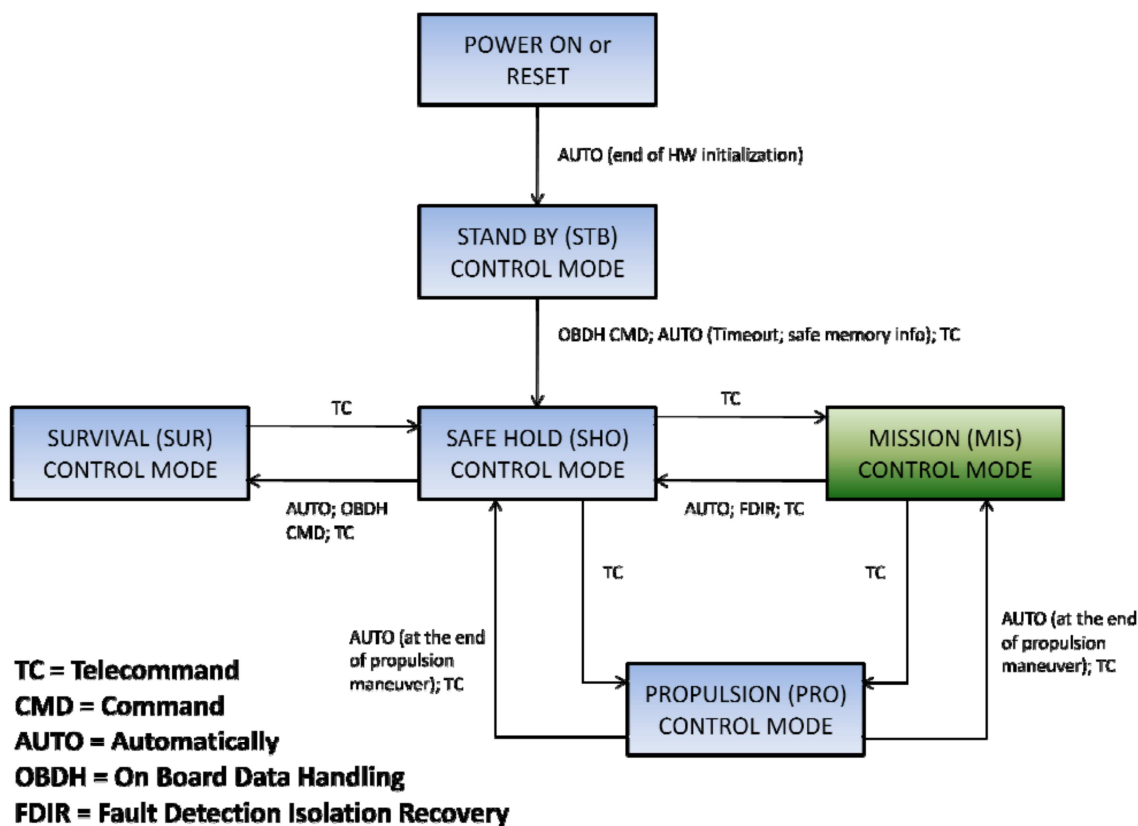 POWER ON or
RESET
AUTO (end of HW initialization)
STAND BY (STB)
CONTROL MODE
OBDH CMD; AUTO (Timeout; safe memory info); TC
TC
TC
SURVIVAL (SUR)
CONTROL MODE
SAFE HOLD (SHO)
CONTROL MODE
MISSION (MIS)
CONTROL MODE
AUTO; OBDH
CMD; TC
AUTO; FDIR; TC
TC
TC
AUTO (at the end
of propulsion
maneuver); TC
AUTO (at the end
of propulsion
maneuver); TC
PROPULSION (PRO)
CONTROL MODE
TC = Telecommand
CMD = Command
AUTO = Automatically
OBDH = On Board Data Handling
FDIR = Fault Detection Isolation Recovery